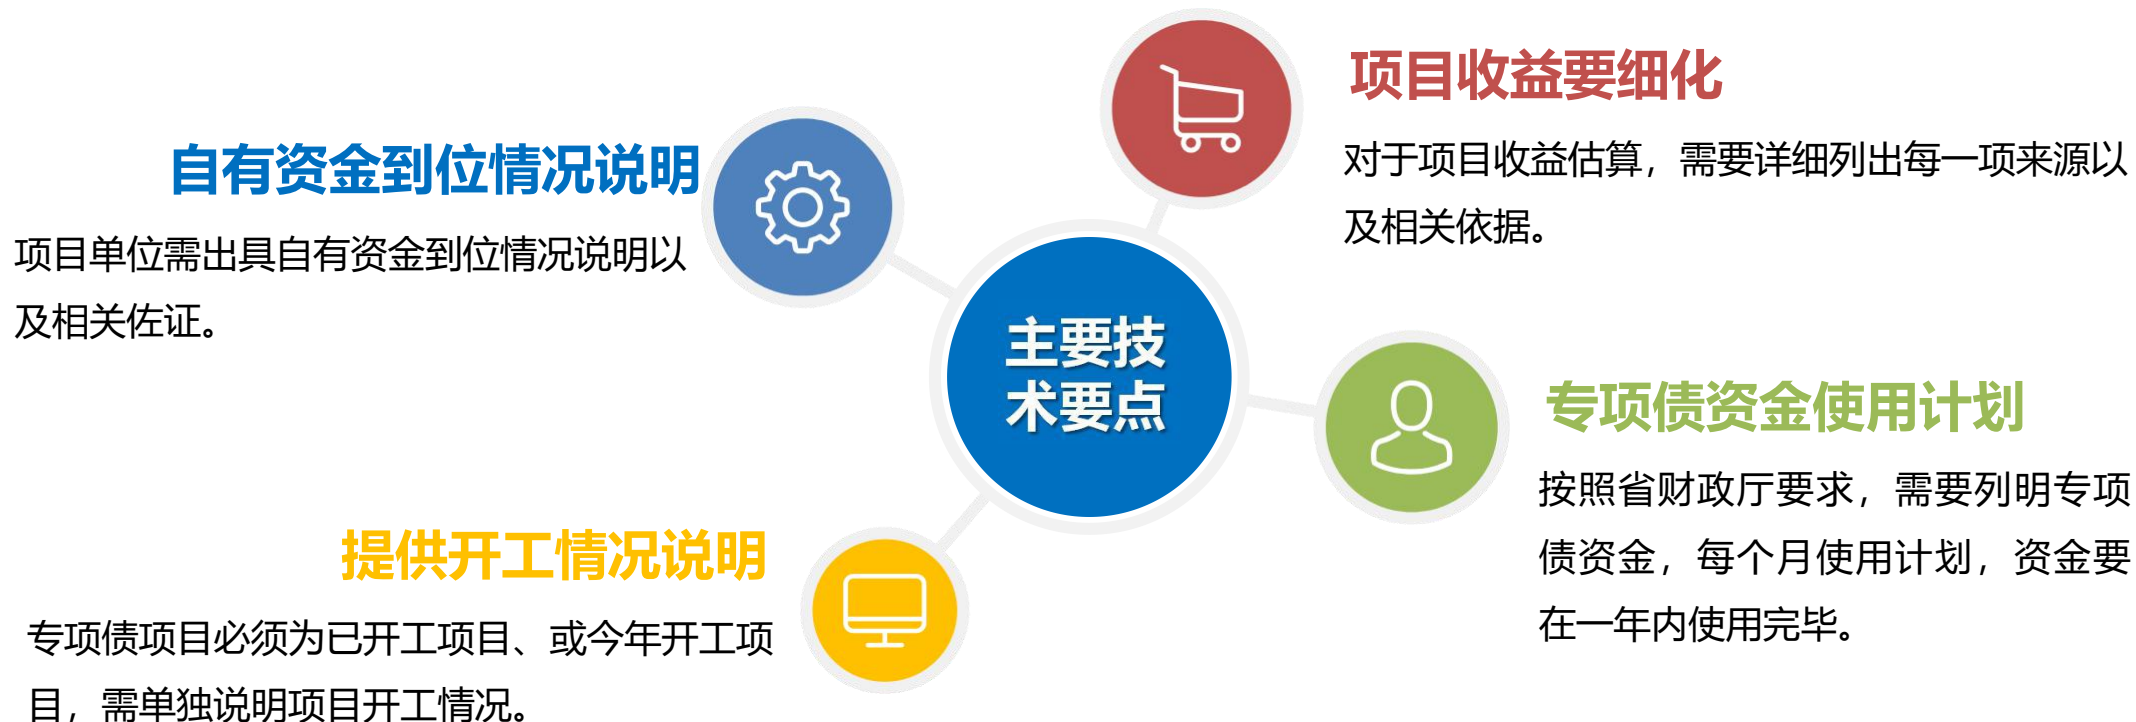 项目收益要细化
对于项目收益估算，需要详细列出每一项来源以
及相关依据。
自有资金到位情况说明
项目单位需出具自有资金到位情况说明以
及相关佐证。
主要技
术要点
专项债资金使用计划
按照省财政厅要求，需要列明专项
债资金，每个月使用计划，资金要
在一年内使用完毕。
提供开工情况说明
专项债项目必须为已开工项目、或今年开工项
目，需单独说明项目开工情况。